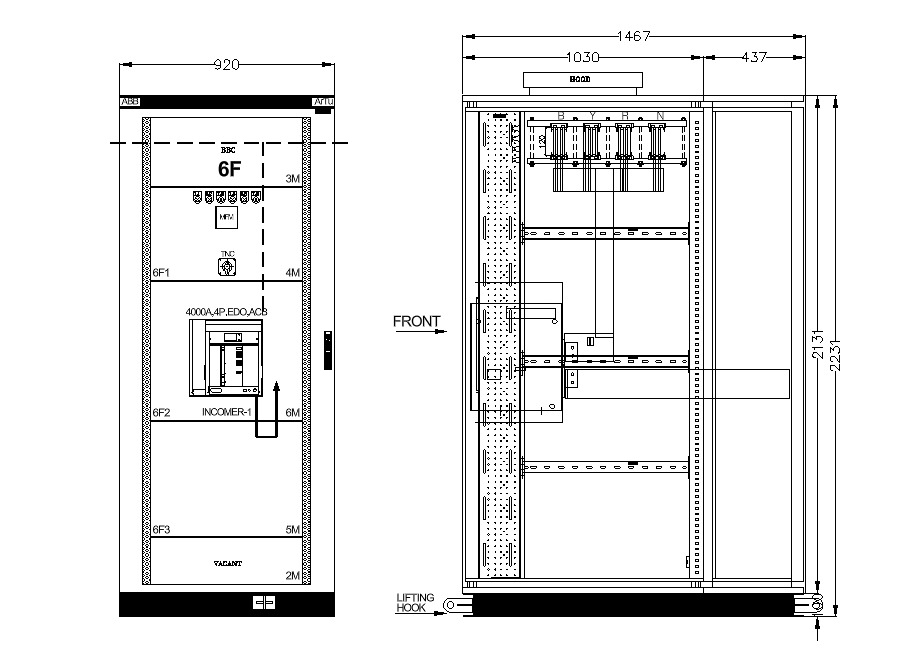 1467
1030
437
920
HOOD
ABB
ArTu
B Y R N
BBC
6F
3M
120
MFM
TNC
6F1
4M
4000A,4P,EDO,ACB
FRONT
2131
2231
6F2
INCOMER-1
6M
6F3
5M
VACANT
2M
LIFTING
HOOK
100